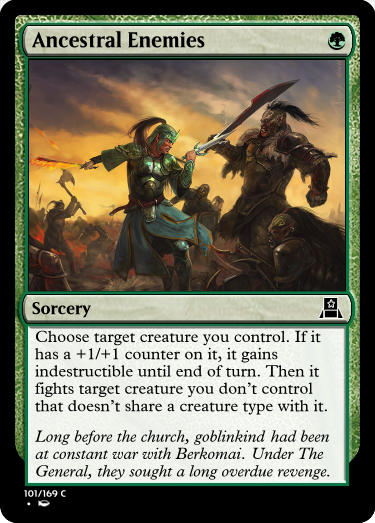 Ancestral Enemies
Sorcery
Choose target creature you control. If it
has a +1/+1 counter on it, it gains
indestructible until end of turn. Then it
fights target creature you don't control
that doesn't share a creature type with it.
Long before the church, goblinkind had been
at constant war with Berkomai. Under The
General, they sought a long overdue revenge.
101/169 C